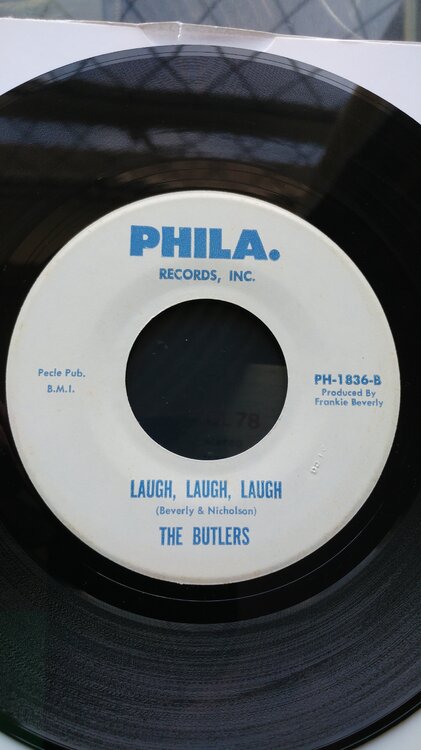 PHILA.
RECORDS, INC.
Pecle Pub.
B.M.I.
PH-1836-B
Produced By
Frankie Beverly
LAUGH, LAUGH, LAUGH
(Beverly & Nicholson)
THE BUTLERS